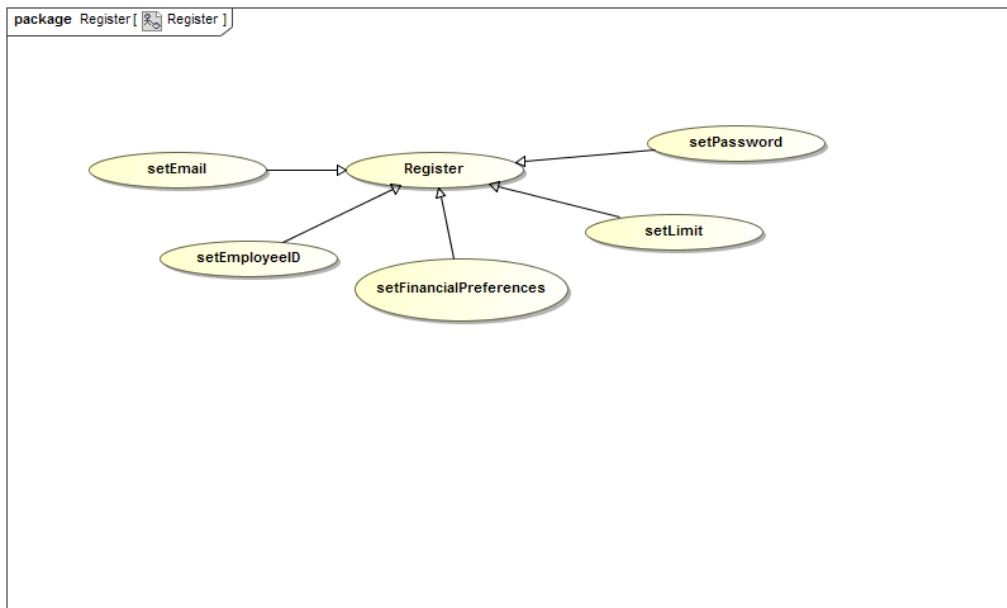 package Register [ Register ]
setPassword
setEmail
Register
setLimit
setEmployeeID
setFinancialPreferences